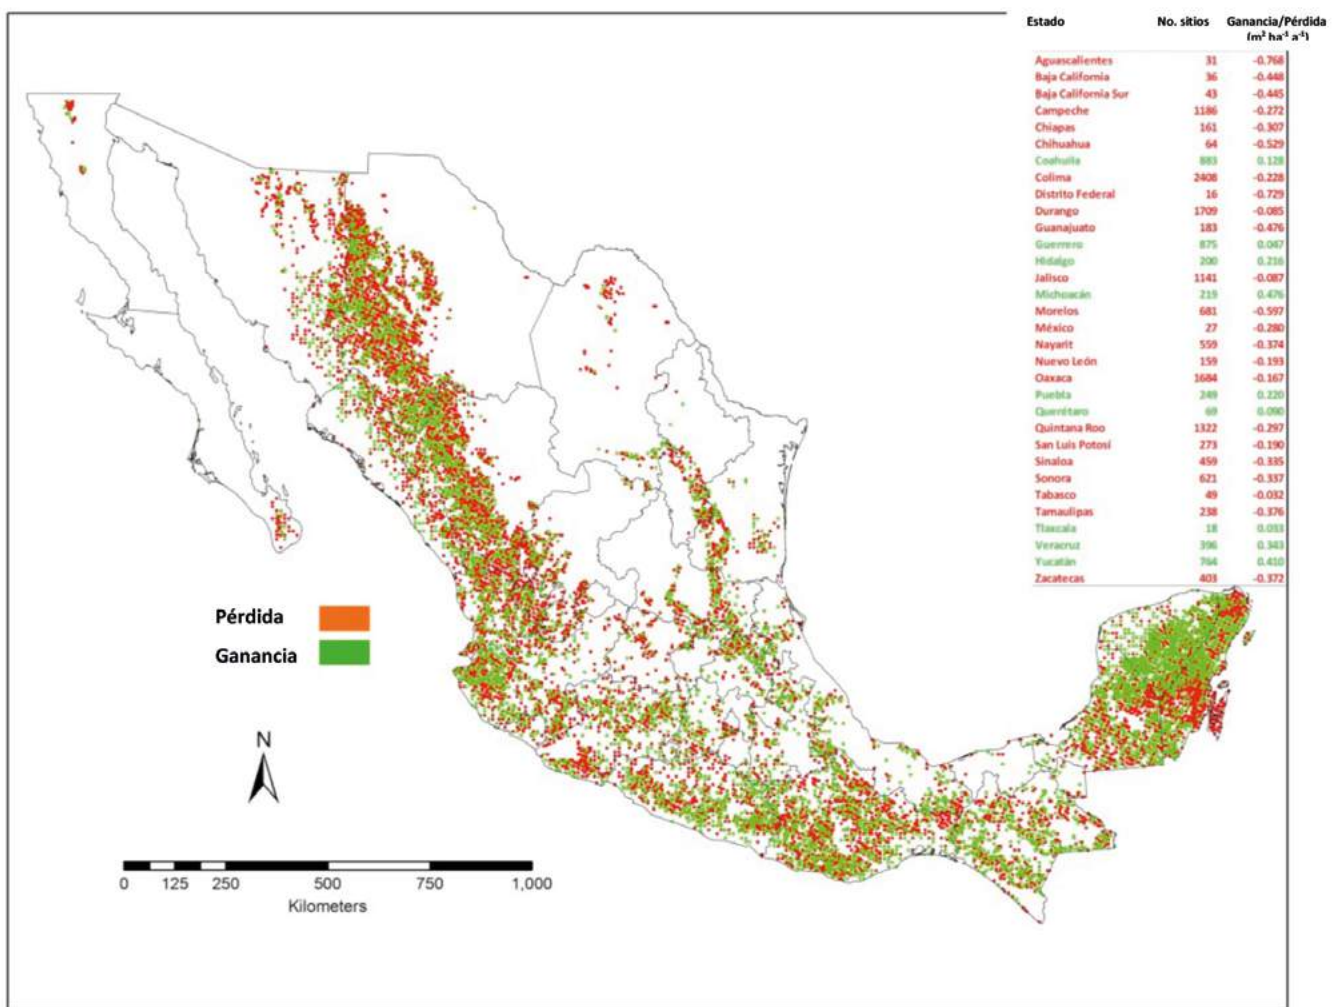 Estado No. sitios Ganancia/Pérdida
(m² ha⁻¹ a⁻¹)
Aguascalientes 31 -0.768
Baja California 36 -0.448
Baja California Sur 43 -0.445
Campeche 1186 -0.272
Chiapas 161 -0.307
Chihuahua 64 -0.529
Coahuila 883 0.128
Colima 2408 -0.228
Distrito Federal 16 -0.729
Durango 1709 -0.085
Guanajuato 183 -0.476
Guerrero 875 0.047
Hidalgo 200 0.216
Jalisco 1141 -0.087
Michoacán 219 0.476
Morelos 681 -0.597
México 27 -0.280
Nayarit 559 -0.374
Nuevo León 159 -0.193
Oaxaca 1684 -0.167
Puebla 249 0.220
Querétaro 69 0.090
Quintana Roo 1322 -0.297
San Luis Potosí 273 -0.190
Sinaloa 459 -0.335
Sonora 621 -0.337
Tabasco 49 -0.032
Tamaulipas 238 -0.376
Tlaxcala 18 0.033
Veracruz 396 0.343
Yucatán 764 0.410
Zacatecas 403 -0.372
Pérdida
Ganancia
N
0 125 250 500 750 1,000
Kilometers